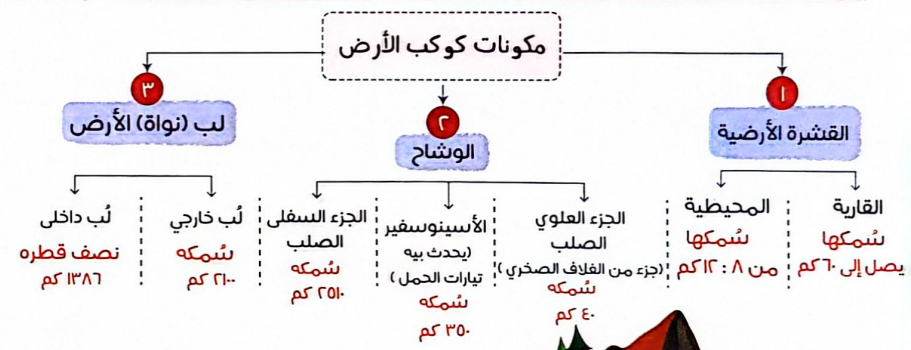 مكونات كوكب الأرض
١
القشرة الأرضية
القارية
سُمكها
يصل إلى ٦٠ كم
المحيطية
سُمكها
من ٨ : ١٢ كم
٢
الوشاح
الجزء العلوي
الصلب
(جزء من الغلاف الصخري)
سُمكه
٤٠ كم
الأسينوسفير
(يحدث بيه
تيارات الحمل)
سُمكه
٣٥٠ كم
الجزء السفلى
الصلب
سُمكه
٢٥١٠ كم
٣
لب (نواة) الأرض
لُب خارجي
سُمكه
٢١٠٠ كم
لُب داخلى
نصف قطره
١٣٨٦ كم